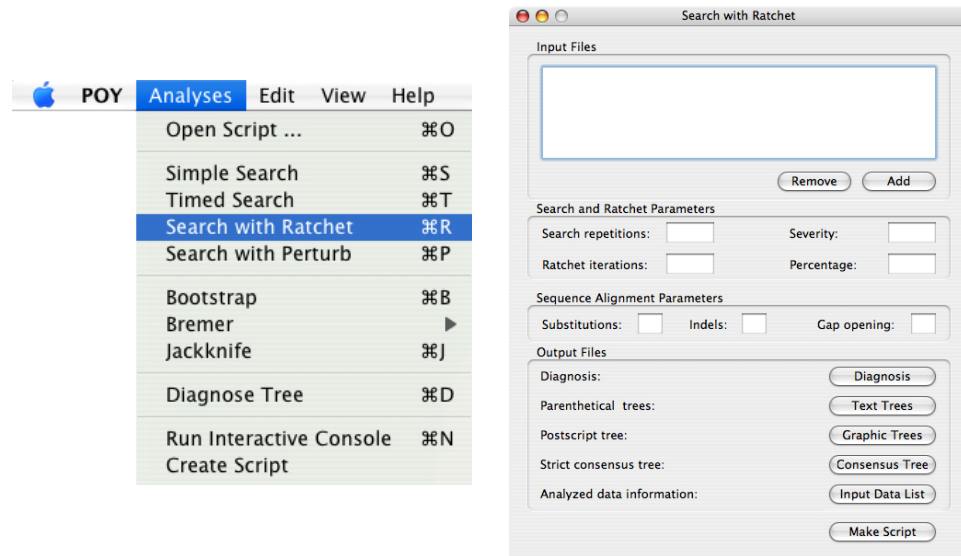 POY Analyses Edit View Help
Open Script ... ⌘O
Simple Search ⌘S
Timed Search ⌘T
Search with Ratchet ⌘R
Search with Perturb ⌘P
Bootstrap ⌘B
Bremer
Jackknife ⌘J
Diagnose Tree ⌘D
Run Interactive Console ⌘N
Create Script
Search with Ratchet
Input Files
Remove Add
Search and Ratchet Parameters
Search repetitions: Severity:
Ratchet iterations: Percentage:
Sequence Alignment Parameters
Substitutions: Indels: Gap opening:
Output Files
Diagnosis: Diagnosis
Parenthetical trees: Text Trees
Postscript tree: Graphic Trees
Strict consensus tree: Consensus Tree
Analyzed data information: Input Data List
Make Script